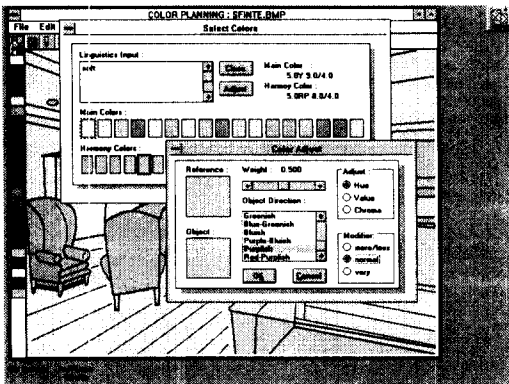 COLOR PLANNING : SFINTE.BMP
File Edit
Select Colors
Linguistics Input :
soft
Close
Adjust
Main Color :
5.0Y 9.0/4.0
Harmony Color :
5.0RP 8.0/4.0
Main Colors :
Harmony Colors :
Color Adjust
Reference :
Weight : 0.500
Adjust :
Hue
Value
Chroma
Object Direction :
Greenish
Blue-Greenish
Bluish
Purple-Bluish
Purplish
Red-Purplish
Object :
Modifier :
more/less
normal
very
OK
Cancel